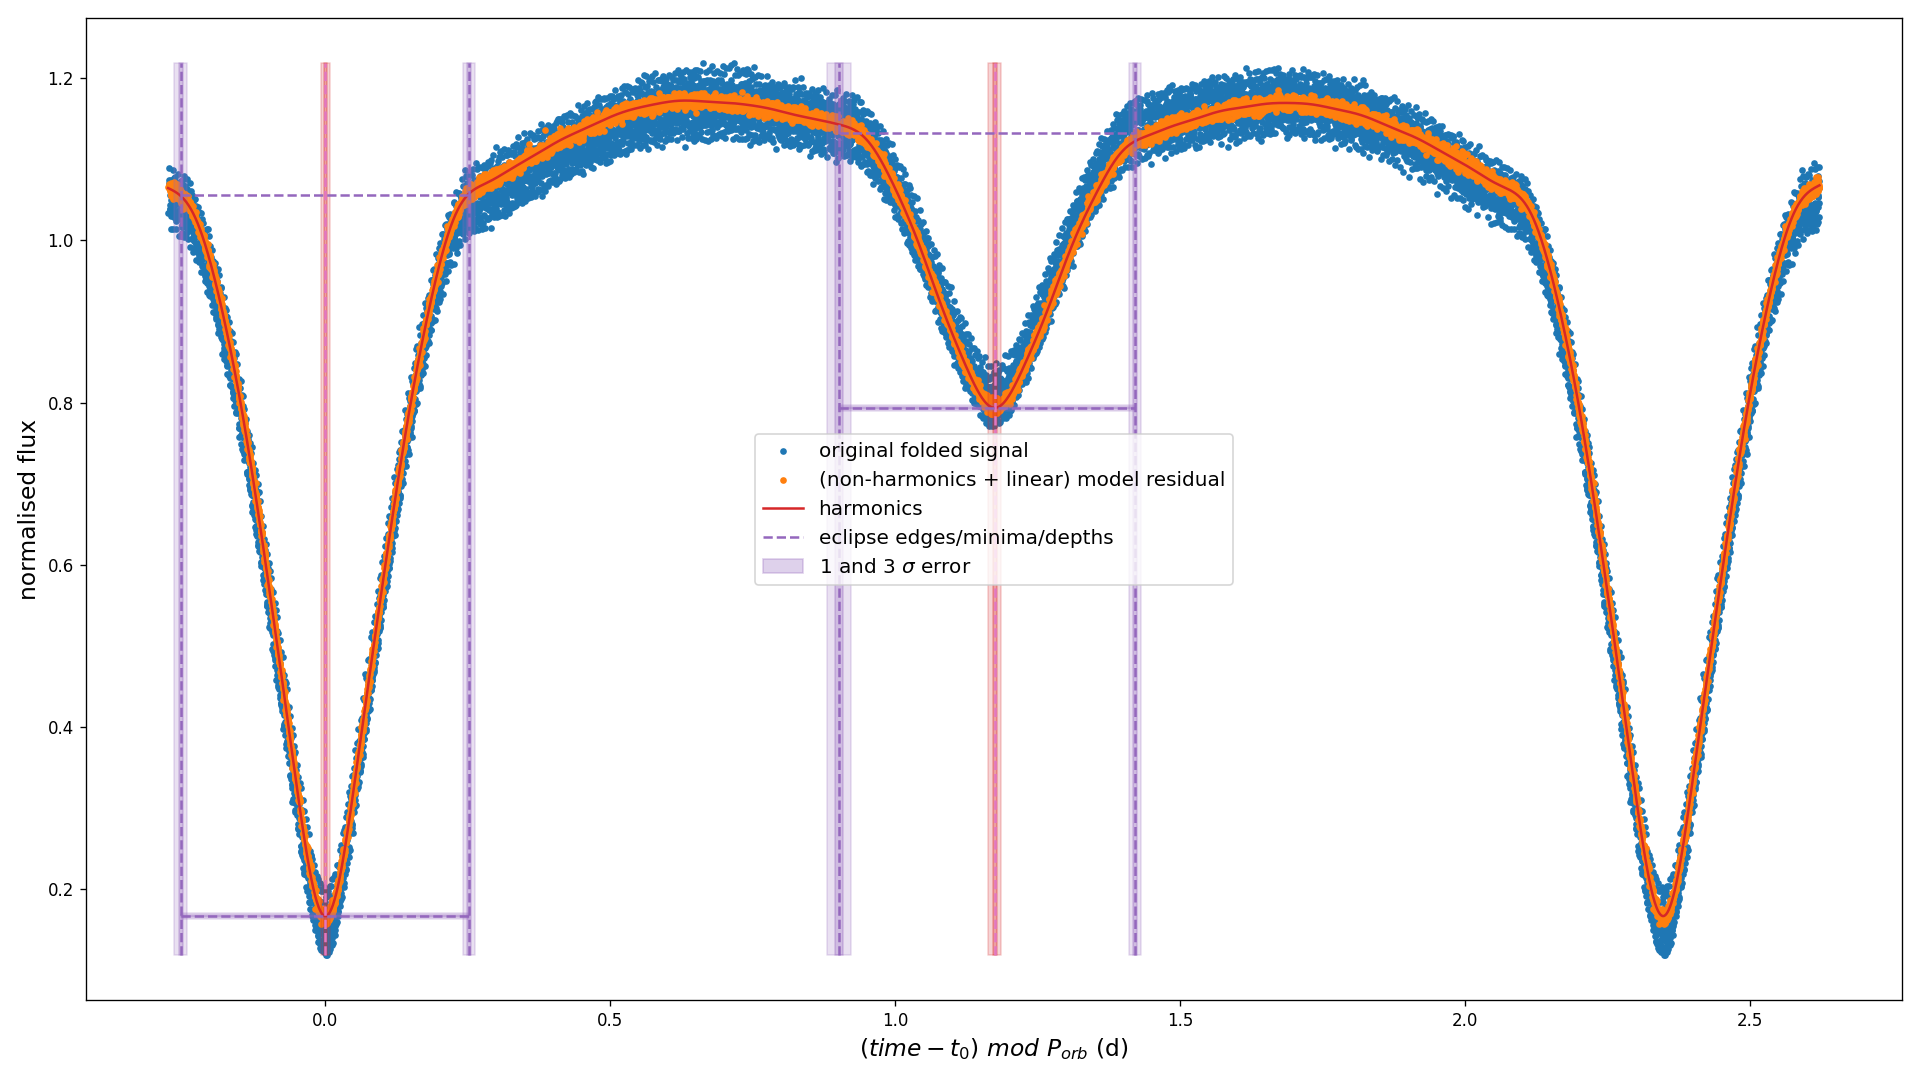 normalised flux
1.2
1.0
0.8
0.6
0.4
0.2
original folded signal
(non-harmonics + linear) model residual
harmonics
eclipse edges/minima/depths
1 and 3 σ error
0.0 0.5 1.0 1.5 2.0 2.5
(time − t₀) mod Pₒᵣb (d)